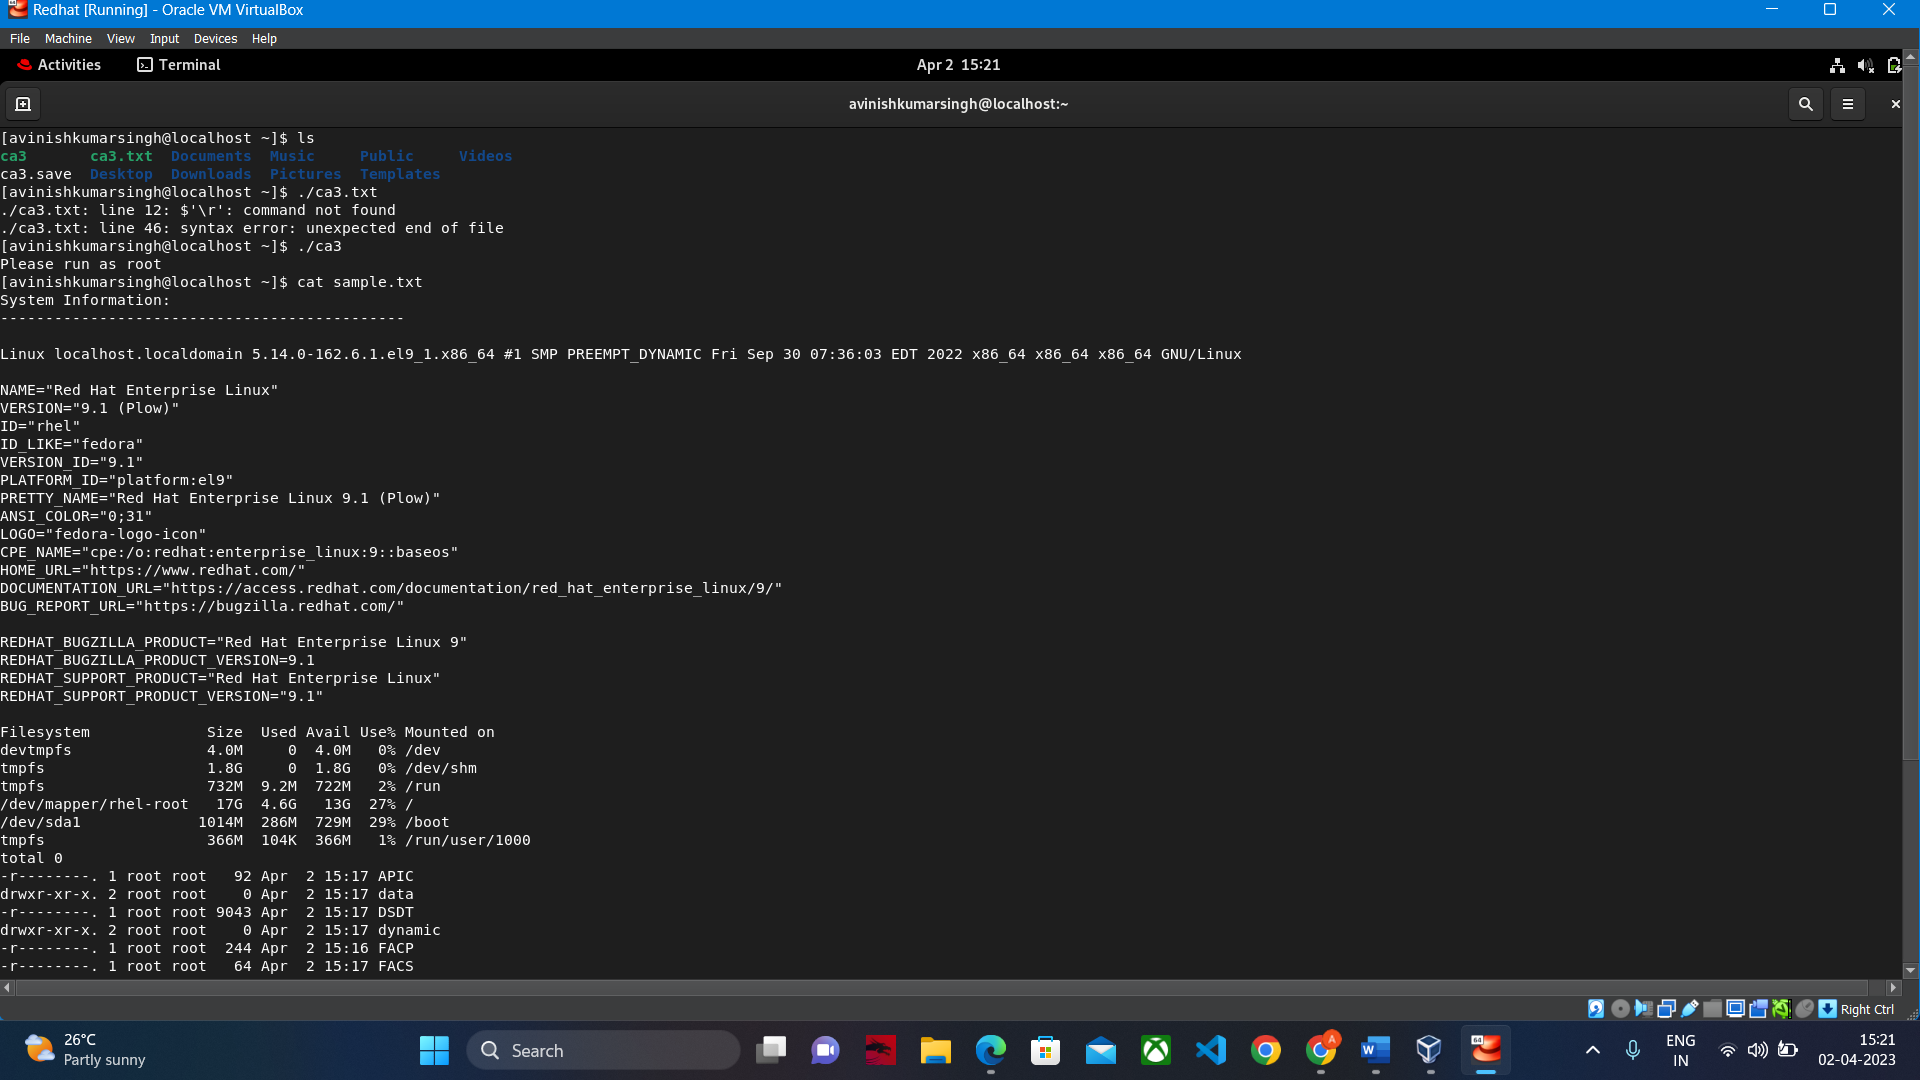 Redhat [Running] - Oracle VM VirtualBox
File Machine View Input Devices Help
Activities Terminal Apr 2 15:21
avinishkumarsingh@localhost:~
[avinishkumarsingh@localhost ~]$ ls
ca3 ca3.txt Documents Music Public Videos
ca3.save Desktop Downloads Pictures Templates
[avinishkumarsingh@localhost ~]$ ./ca3.txt
./ca3.txt: line 12: $'\r': command not found
./ca3.txt: line 46: syntax error: unexpected end of file
[avinishkumarsingh@localhost ~]$ ./ca3
Please run as root
[avinishkumarsingh@localhost ~]$ cat sample.txt
System Information:
---------------------------------------------
Linux localhost.localdomain 5.14.0-162.6.1.el9_1.x86_64 #1 SMP PREEMPT_DYNAMIC Fri Sep 30 07:36:03 EDT 2022 x86_64 x86_64 x86_64 GNU/Linux
NAME="Red Hat Enterprise Linux"
VERSION="9.1 (Plow)"
ID="rhel"
ID_LIKE="fedora"
VERSION_ID="9.1"
PLATFORM_ID="platform:el9"
PRETTY_NAME="Red Hat Enterprise Linux 9.1 (Plow)"
ANSI_COLOR="0;31"
LOGO="fedora-logo-icon"
CPE_NAME="cpe:/o:redhat:enterprise_linux:9::baseos"
HOME_URL="https://www.redhat.com/"
DOCUMENTATION_URL="https://access.redhat.com/documentation/red_hat_enterprise_linux/9/"
BUG_REPORT_URL="https://bugzilla.redhat.com/"
REDHAT_BUGZILLA_PRODUCT="Red Hat Enterprise Linux 9"
REDHAT_BUGZILLA_PRODUCT_VERSION=9.1
REDHAT_SUPPORT_PRODUCT="Red Hat Enterprise Linux"
REDHAT_SUPPORT_PRODUCT_VERSION="9.1"
Filesystem Size Used Avail Use% Mounted on
devtmpfs 4.0M 0 4.0M 0% /dev
tmpfs 1.8G 0 1.8G 0% /dev/shm
tmpfs 732M 9.2M 722M 2% /run
/dev/mapper/rhel-root 17G 4.6G 13G 27% /
/dev/sda1 1014M 286M 729M 29% /boot
tmpfs 366M 104K 366M 1% /run/user/1000
total 0
-r--------. 1 root root 92 Apr 2 15:17 APIC
drwxr-xr-x. 2 root root 0 Apr 2 15:17 data
-r--------. 1 root root 9043 Apr 2 15:17 DSDT
drwxr-xr-x. 2 root root 0 Apr 2 15:17 dynamic
-r--------. 1 root root 244 Apr 2 15:16 FACP
-r--------. 1 root root 64 Apr 2 15:17 FACS
Right Ctrl
26°C
Partly sunny
Search
A
W
64
ENG
IN
15:21
02-04-2023